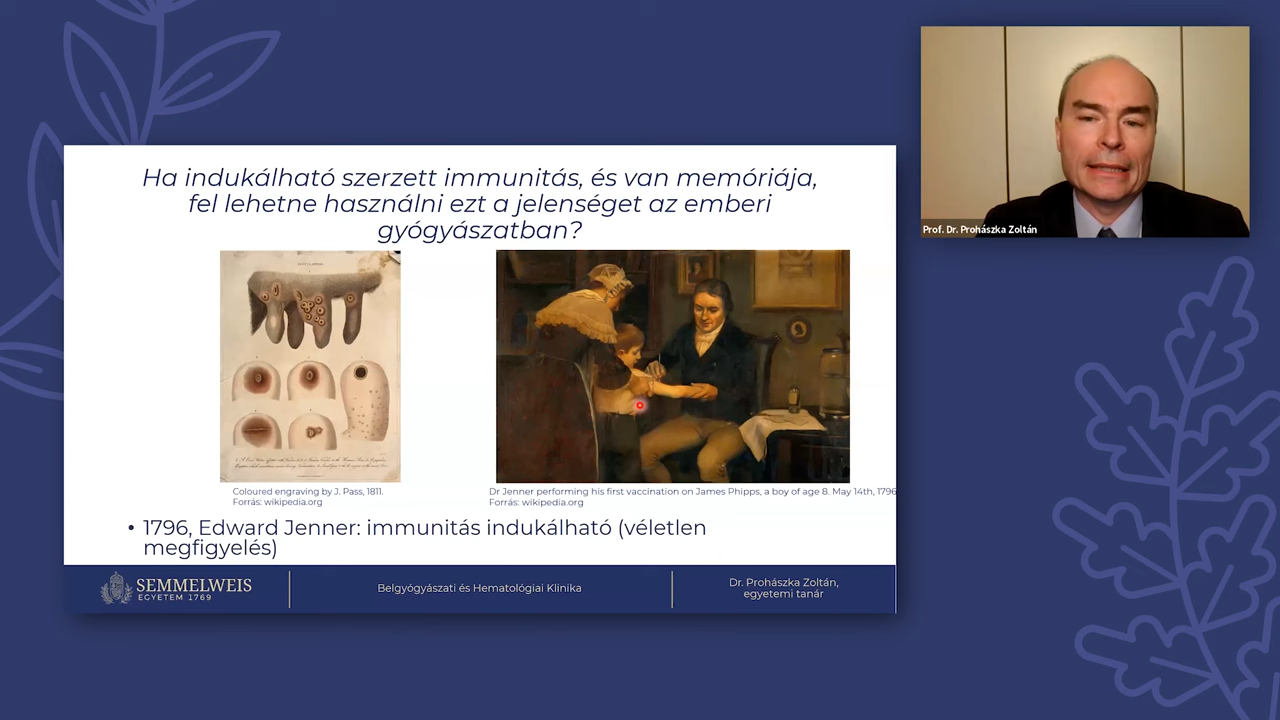 Ha indukálható szerzett immunitás, és van memóriája,
fel lehetne használni ezt a jelenséget az emberi
gyógyászatban?
Coloured engraving by J. Pass, 1811.
Forrás: wikipedia.org
Dr Jenner performing his first vaccination on James Phipps, a boy of age 8. May 14th, 1796
Forrás: wikipedia.org
• 1796, Edward Jenner: immunitás indukálható (véletlen
megfigyelés)
SEMMELWEIS
EGYETEM 1769
Belgyógyászati és Hematológiai Klinika
Dr. Prohászka Zoltán,
egyetemi tanár
Prof. Dr. Prohászka Zoltán